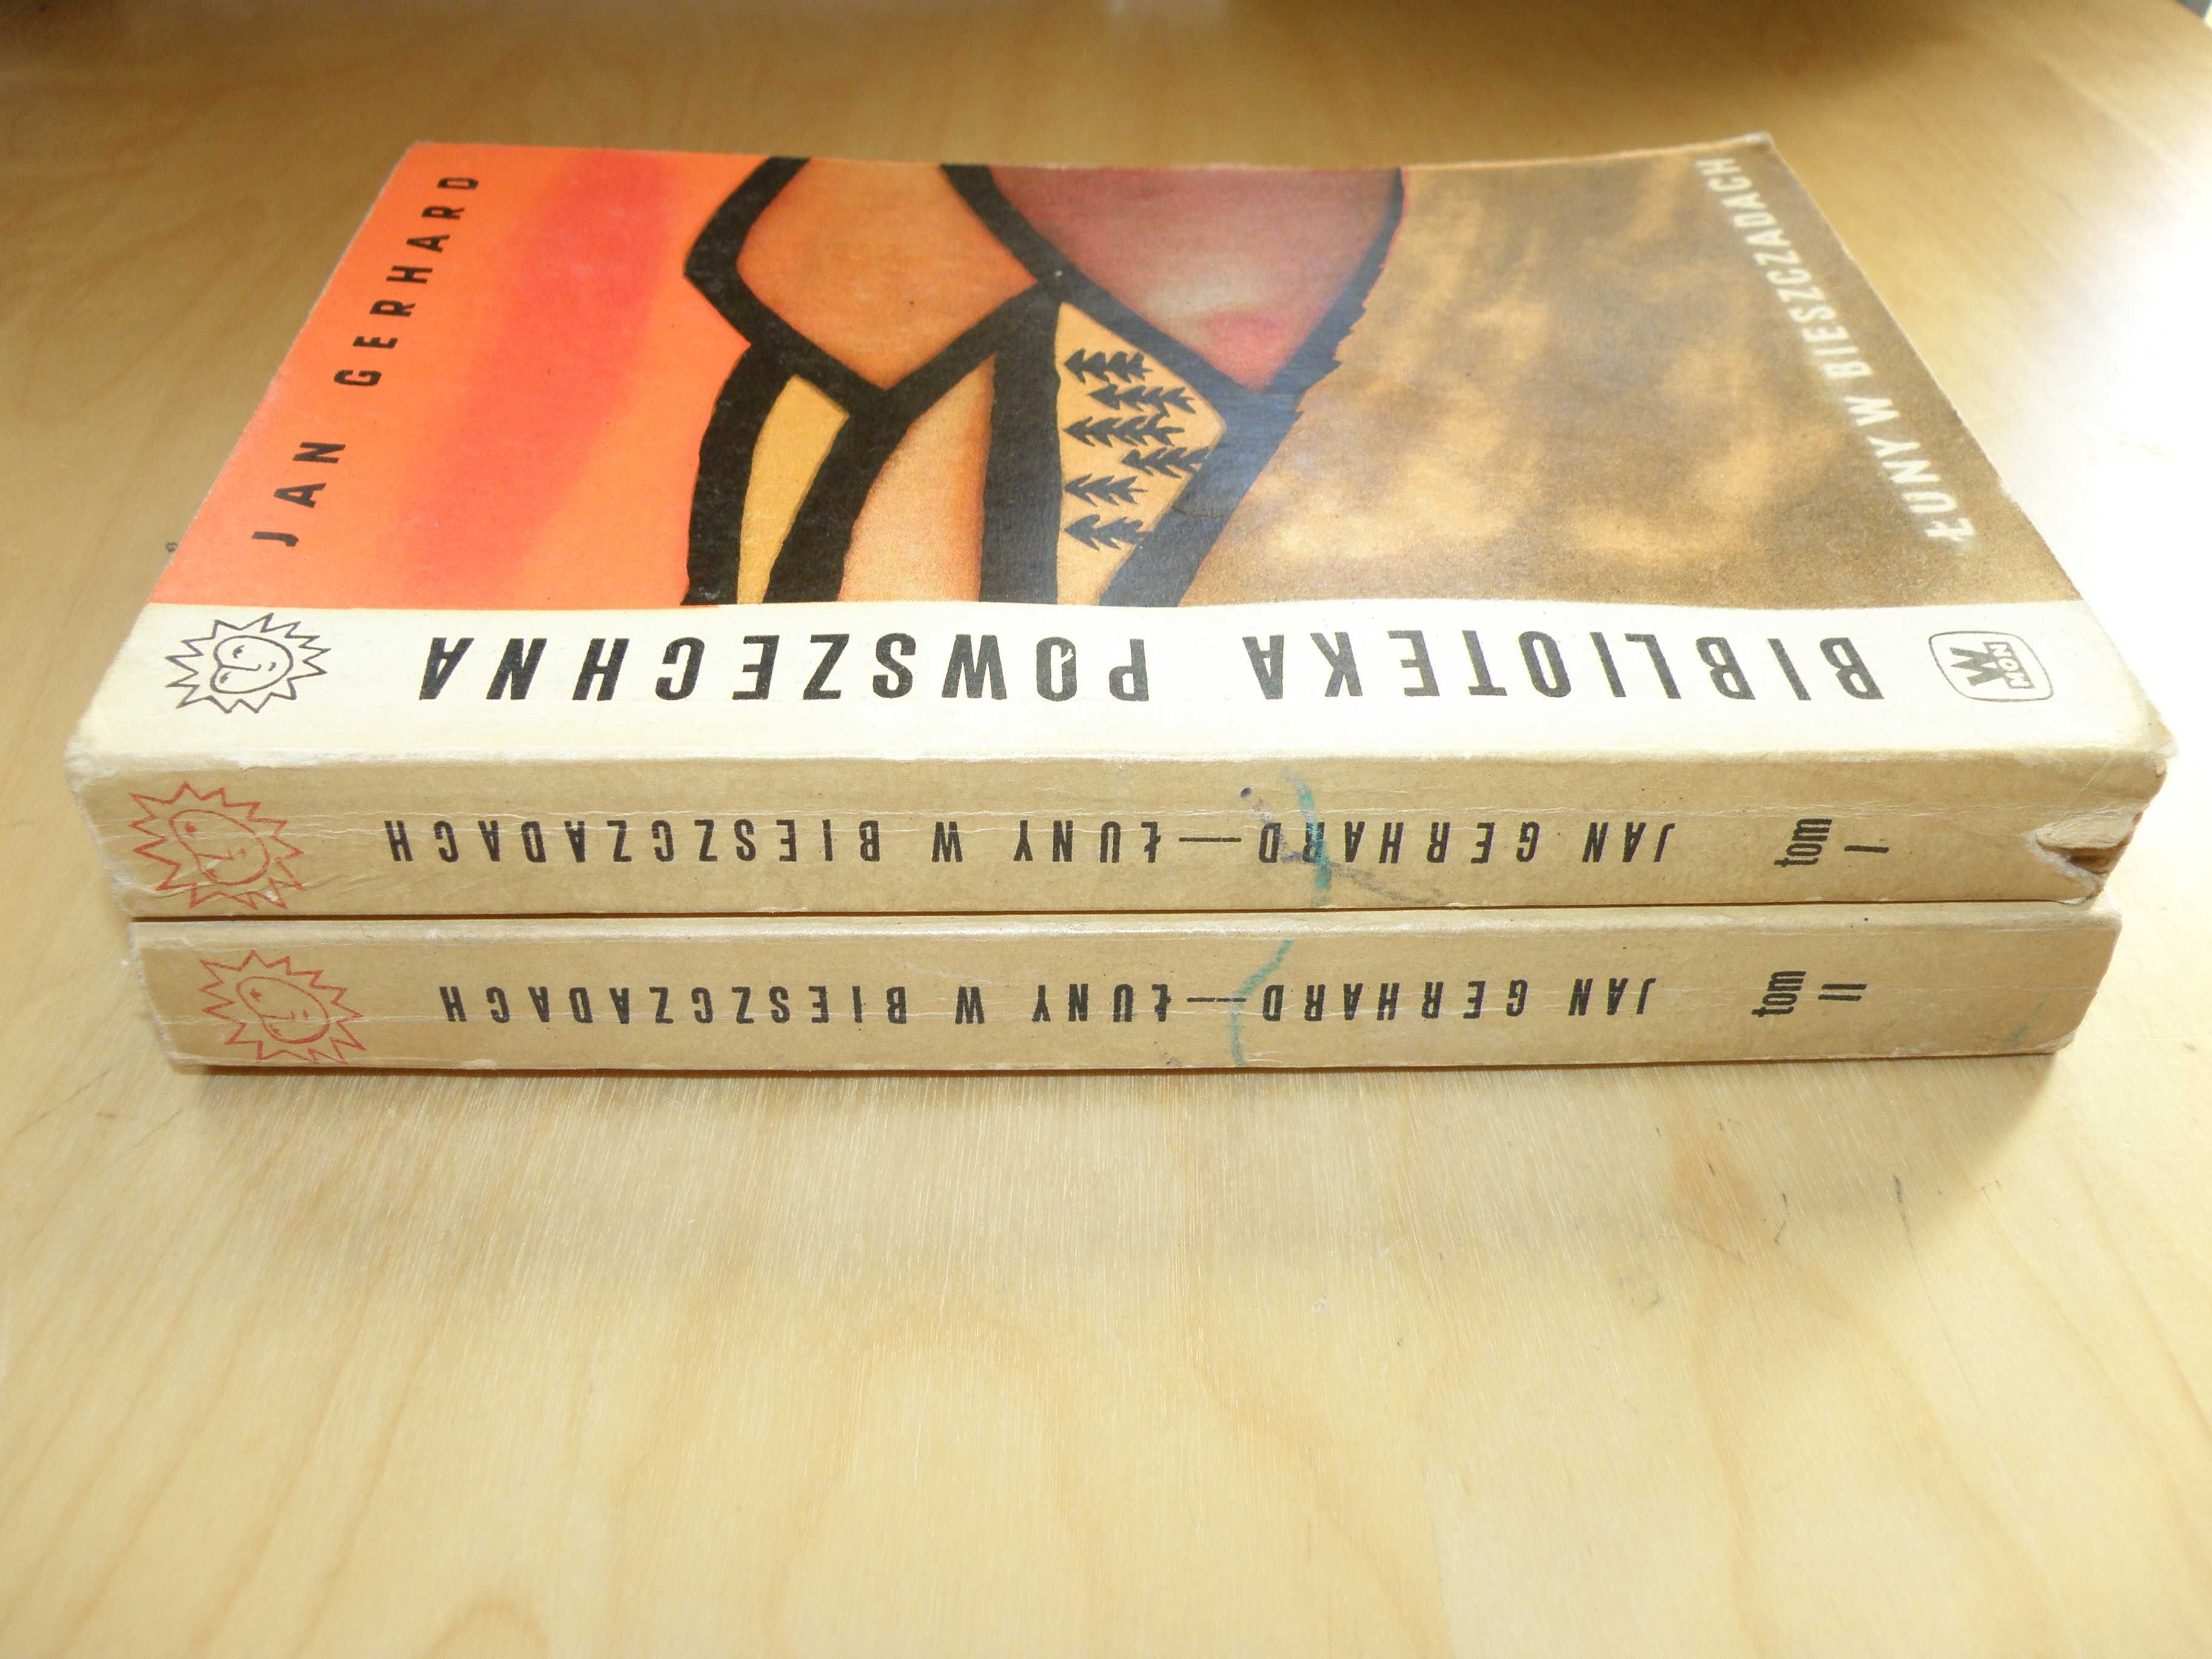 JAN GERHARD
ŁUNY W BIESZCZADACH
BIBLIOTEKA POWSZECHNA
W
MON
JAN GERHARD—ŁUNY W BIESZCZADACH
tom
I
JAN GERHARD—ŁUNY W BIESZCZADACH
tom
II